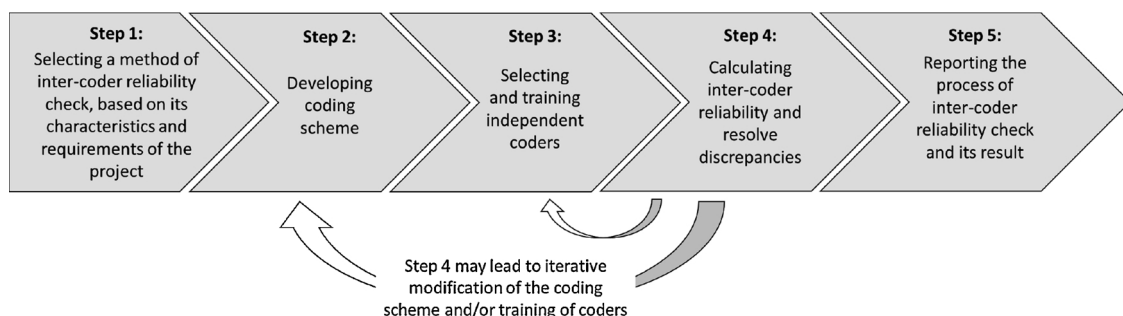 Step 1:
Selecting a method of
inter-coder reliability
check, based on its
characteristics and
requirements of the
project
Step 2:
Developing
coding
scheme
Step 3:
Selecting
and training
independent
coders
Step 4:
Calculating
inter-coder
reliability and
resolve
discrepancies
Step 5:
Reporting the
process of
inter-coder
reliability check
and its result
Step 4 may lead to iterative
modification of the coding
scheme and/or training of coders